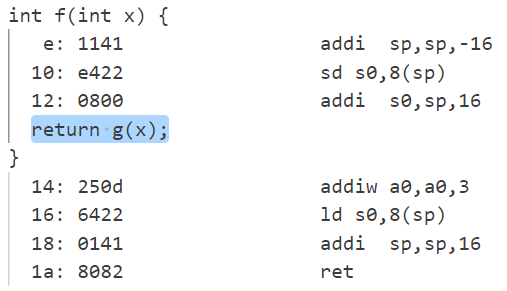 int f(int x) {
e: 1141 addi sp,sp,-16
10: e422 sd s0,8(sp)
12: 0800 addi s0,sp,16
return g(x);
}
14: 250d addiw a0,a0,3
16: 6422 ld s0,8(sp)
18: 0141 addi sp,sp,16
1a: 8082 ret